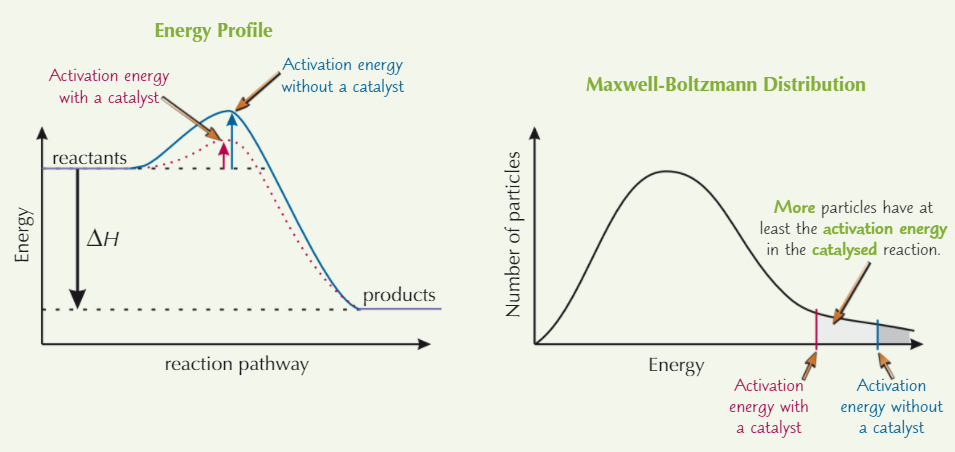 Energy Profile
Activation energy
with a catalyst
Activation energy
without a catalyst
reactants
Energy
ΔH
products
reaction pathway
Maxwell-Boltzmann Distribution
Number of particles
More particles have at
least the activation energy
in the catalysed reaction.
Energy
Activation
energy with
a catalyst
Activation
energy without
a catalyst